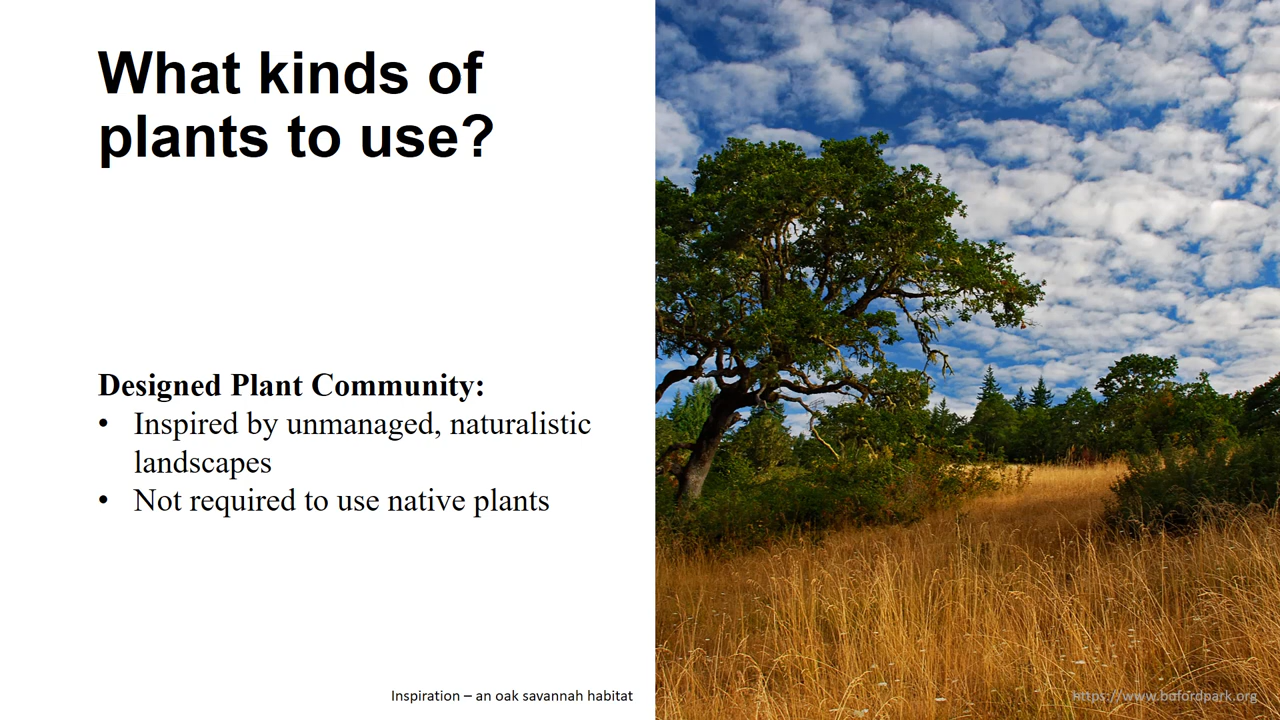 What kinds of
plants to use?
Designed Plant Community:
• Inspired by unmanaged, naturalistic
landscapes
• Not required to use native plants
Inspiration – an oak savannah habitat
https://www.bufordpark.org